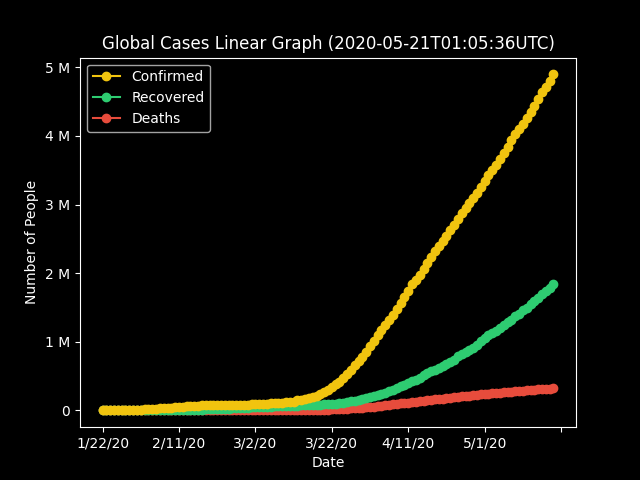 Global Cases Linear Graph (2020-05-21T01:05:36UTC)
Confirmed
Recovered
Deaths
5 M
4 M
3 M
2 M
1 M
0
Number of People
1/22/20 2/11/20 3/2/20 3/22/20 4/11/20 5/1/20
Date